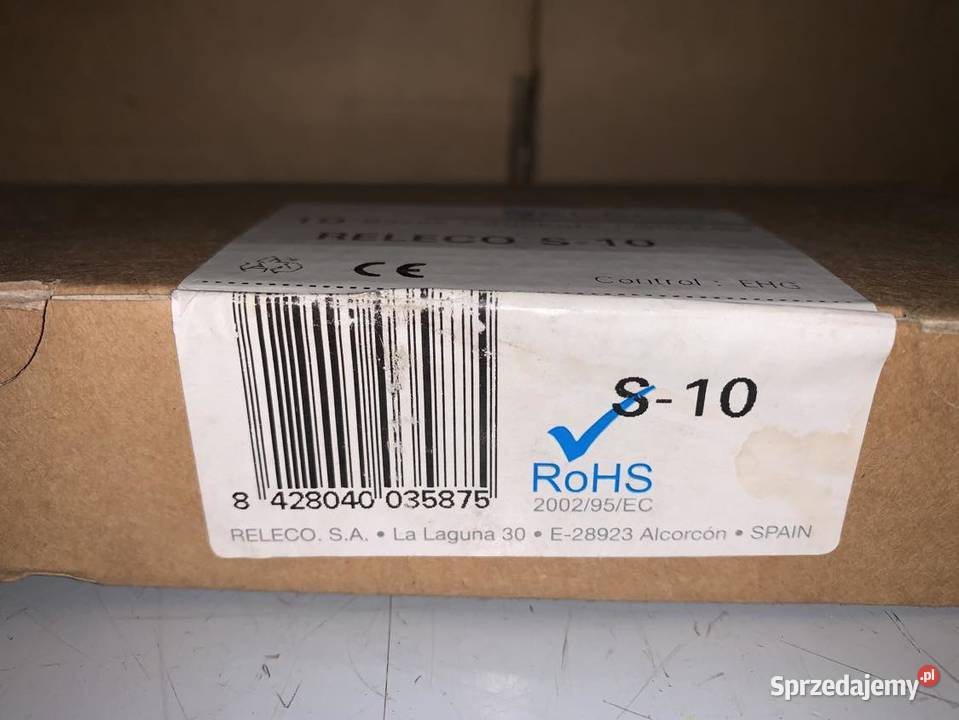 10
RELECO S-10
CE
Control : EHG
S-10
RoHS
2002/95/EC
8 428040 035875
RELECO. S.A. • La Laguna 30 • E-28923 Alcorcón • SPAIN
Sprzedajemy.pl